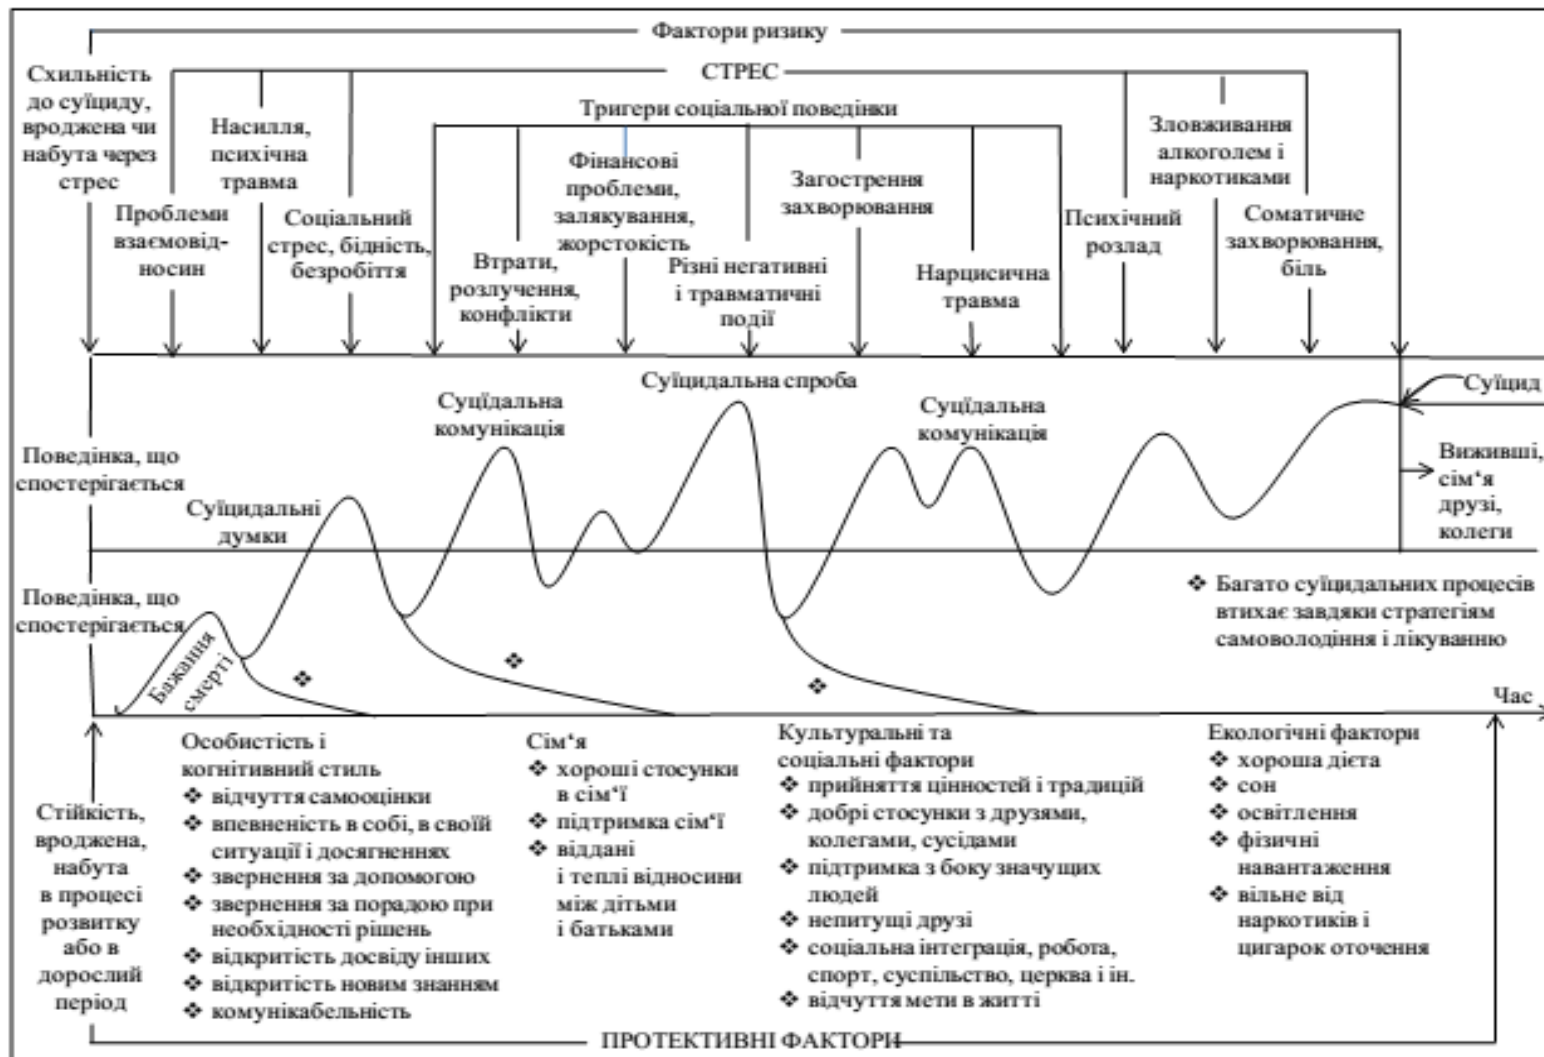 Фактори ризику
СТРЕС
Тригери соціальної поведінки
Схильність
до суїциду,
вроджена чи
набута через
стрес
Проблеми
взаємовід-
носин
Насилля,
психічна
травма
Соціальний
стрес, бідність,
безробіття
Втрати,
розлучення,
конфлікти
Фінансові
проблеми,
залякування,
жорстокість
Різні негативні
і травматичні
події
Загострення
захворювання
Нарцисична
травма
Психічний
розлад
Зловживання
алкоголем і
наркотиками
Соматичне
захворювання,
біль
Поведінка, що
спостерігається
Суїцидальні
думки
Суцїдальна
комунікація
Суїцидальна спроба
Суцїдальна
комунікація
Суїцид
Виживші,
сім‘я
друзі,
колеги
Поведінка, що
спостерігається
Бажання
смерті
❖ Багато суїцидальних процесів
втихає завдяки стратегіям
самоволодіння і лікуванню
Час
Стійкість,
вроджена,
набута
в процесі
розвитку
або в
дорослий
період
Особистість і
когнітивний стиль
❖ відчуття самооцінки
❖ впевненість в собі, в своїй
ситуації і досягненнях
❖ звернення за допомогою
❖ звернення за порадою при
необхідності рішень
❖ відкритість досвіду інших
❖ відкритість новим знанням
❖ комунікабельність
Сім‘я
❖ хороші стосунки
в сім‘ї
❖ підтримка сім‘ї
❖ віддані
і теплі відносини
між дітьми
і батьками
Культуральні та
соціальні фактори
❖ прийняття цінностей і традицій
❖ добрі стосунки з друзями,
колегами, сусідами
❖ підтримка з боку значущих
людей
❖ непитущі друзі
❖ соціальна інтеграція, робота,
спорт, суспільство, церква і ін.
❖ відчуття мети в житті
Екологічні фактори
❖ хороша дієта
❖ сон
❖ освітлення
❖ фізичні
навантаження
❖ вільне від
наркотиків і
цигарок оточення
ПРОТЕКТИВНІ ФАКТОРИ